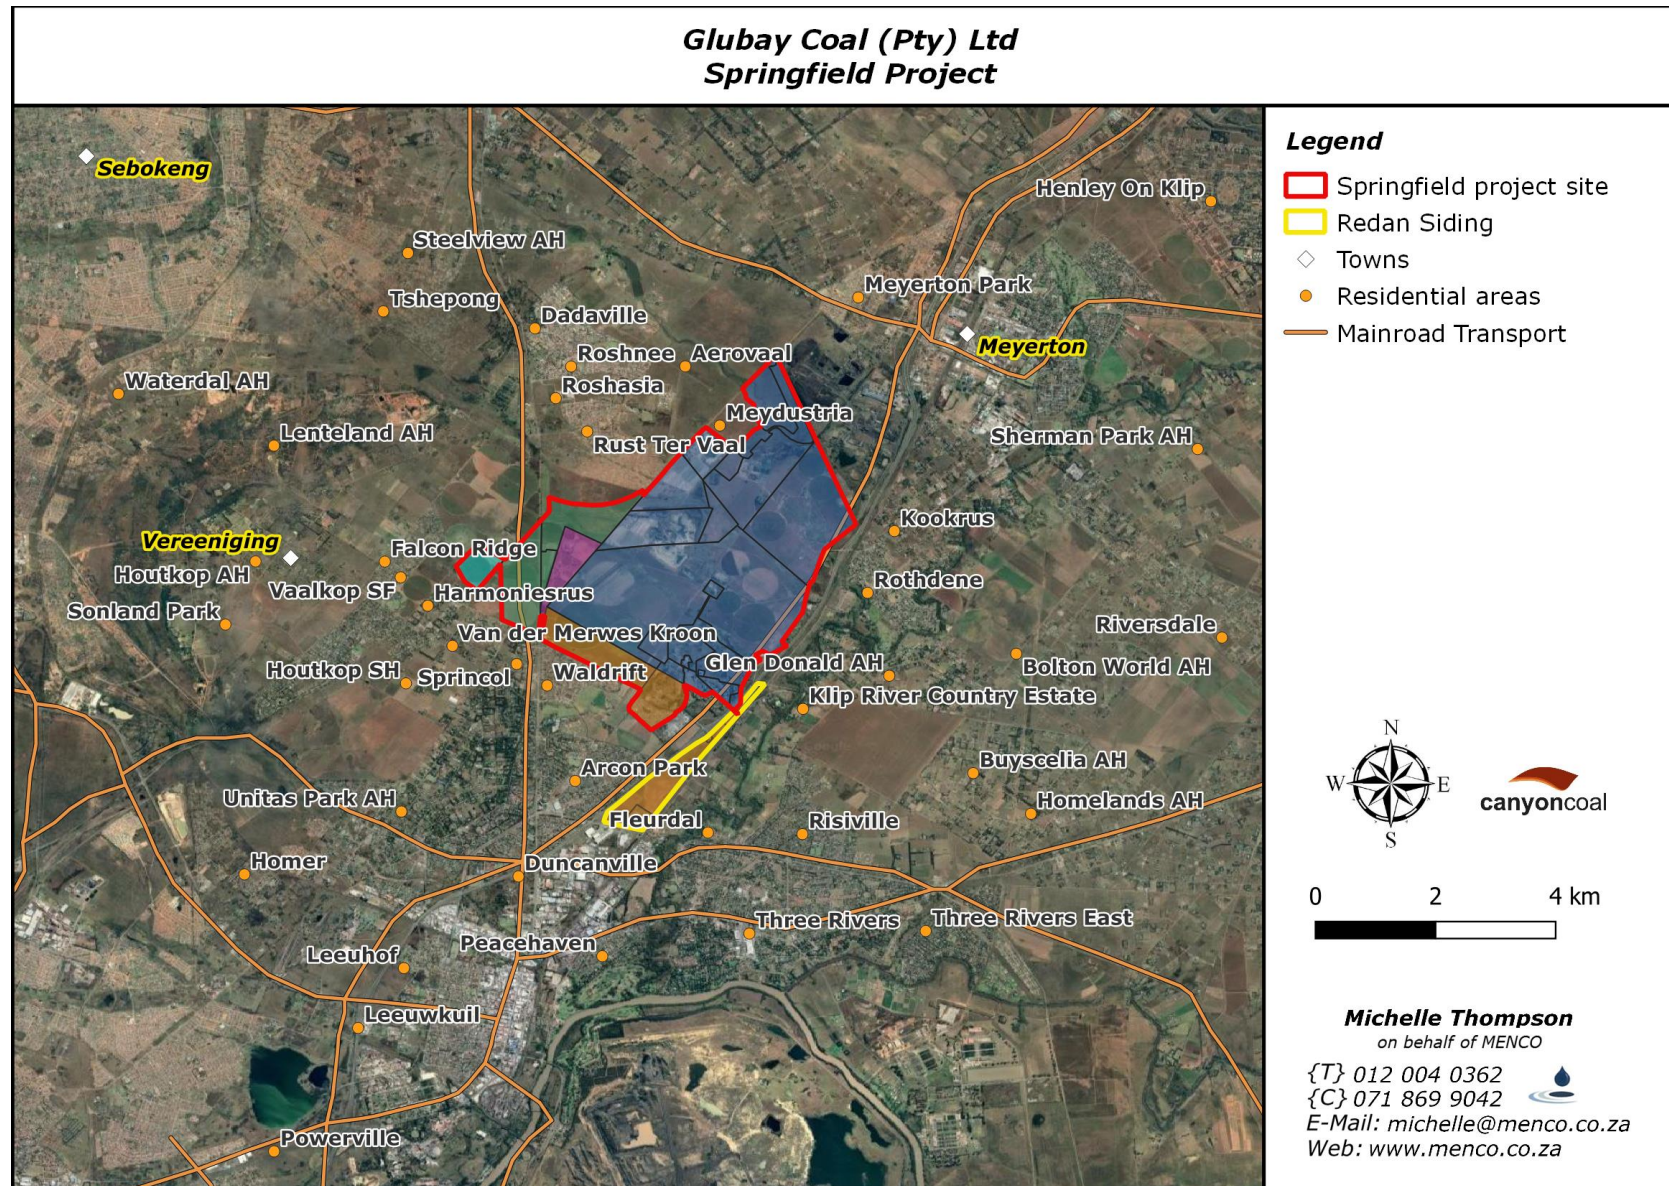 Glubay Coal (Pty) Ltd
Springfield Project
Sebokeng
Henley On Klip
Steelview AH
Meyerton Park
Tshepong
Dadaville
Meyerton
Roshnee
Aerovaal
Waterdal AH
Roshasia
Meydustria
Lenteland AH
Rust Ter Vaal
Sherman Park AH
Kookrus
Vereeniging
Falcon Ridge
Houtkop AH
Vaalkop SF
Harmoniesrus
Rothdene
Sonland Park
Van der Merwes Kroon
Riversdale
Houtkop SH
Sprincol
Waldrift
Glen Donald AH
Bolton World AH
Klip River Country Estate
Arcon Park
Buyscelia AH
Unitas Park AH
Fleurdal
Risiville
Homelands AH
Homer
Duncanville
Three Rivers
Three Rivers East
Peacehaven
Leeuhof
Leeuwkuil
Powerville
Legend
Springfield project site
Redan Siding
Towns
Residential areas
Mainroad Transport
N
W
E
S
canyoncoal
0 2 4 km
Michelle Thompson
on behalf of MENCO
{T} 012 004 0362
{C} 071 869 9042
E-Mail: michelle@menco.co.za
Web: www.menco.co.za